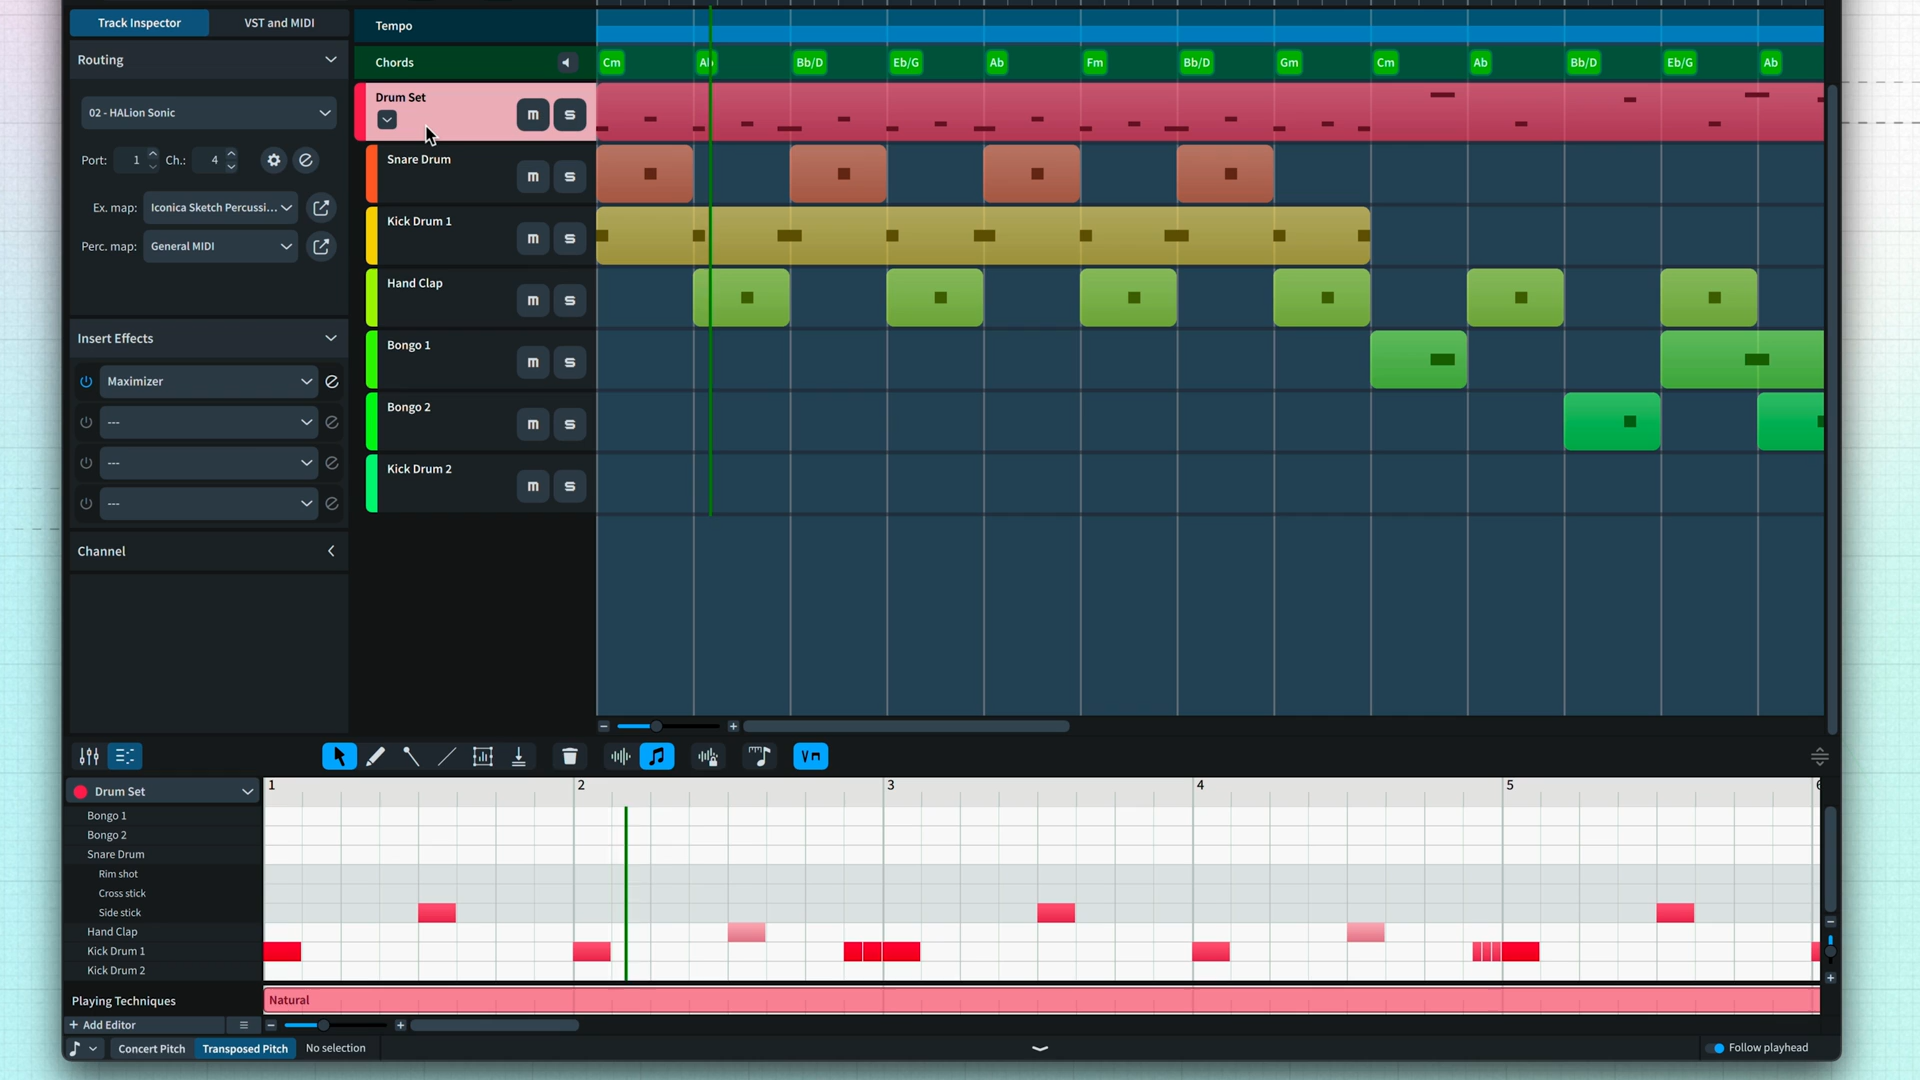 Track Inspector
VST and MIDI
Tempo
Routing
Chords
Cm
Ab
Bb/D
Eb/G
Ab
Fm
Bb/D
Gm
Cm
Ab
Bb/D
Eb/G
Ab
02 - HALion Sonic
Drum Set
m
s
Port:
1
Ch.:
4
Snare Drum
m
s
Ex. map:
Iconica Sketch Percussi...
Kick Drum 1
m
s
Perc. map:
General MIDI
Hand Clap
m
s
Insert Effects
Bongo 1
m
s
Maximizer
---
Bongo 2
m
s
---
Kick Drum 2
m
s
---
Channel
Drum Set
1
2
3
4
5
6
Bongo 1
Bongo 2
Snare Drum
Rim shot
Cross stick
Side stick
Hand Clap
Kick Drum 1
Kick Drum 2
Playing Techniques
Natural
+ Add Editor
Concert Pitch
Transposed Pitch
No selection
Follow playhead